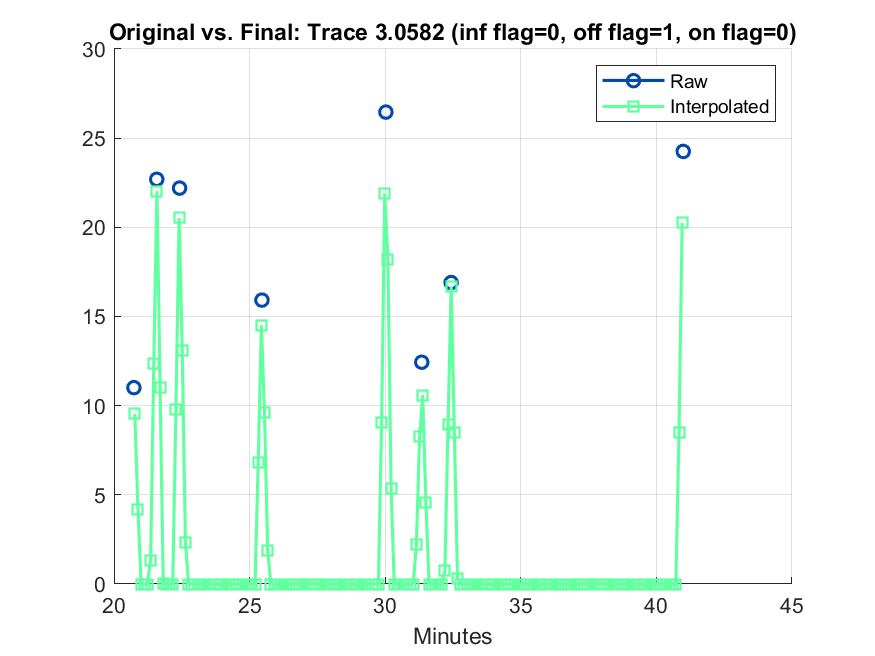 Original vs. Final: Trace 3.0582 (inf flag=0, off flag=1, on flag=0)
30
25
20
15
10
5
0
Raw
Interpolated
20 25 30 35 40 45
Minutes